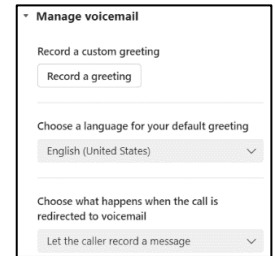 Manage voicemail
Record a custom greeting
Record a greeting
Choose a language for your default greeting
English (United States)
Choose what happens when the call is
redirected to voicemail
Let the caller record a message